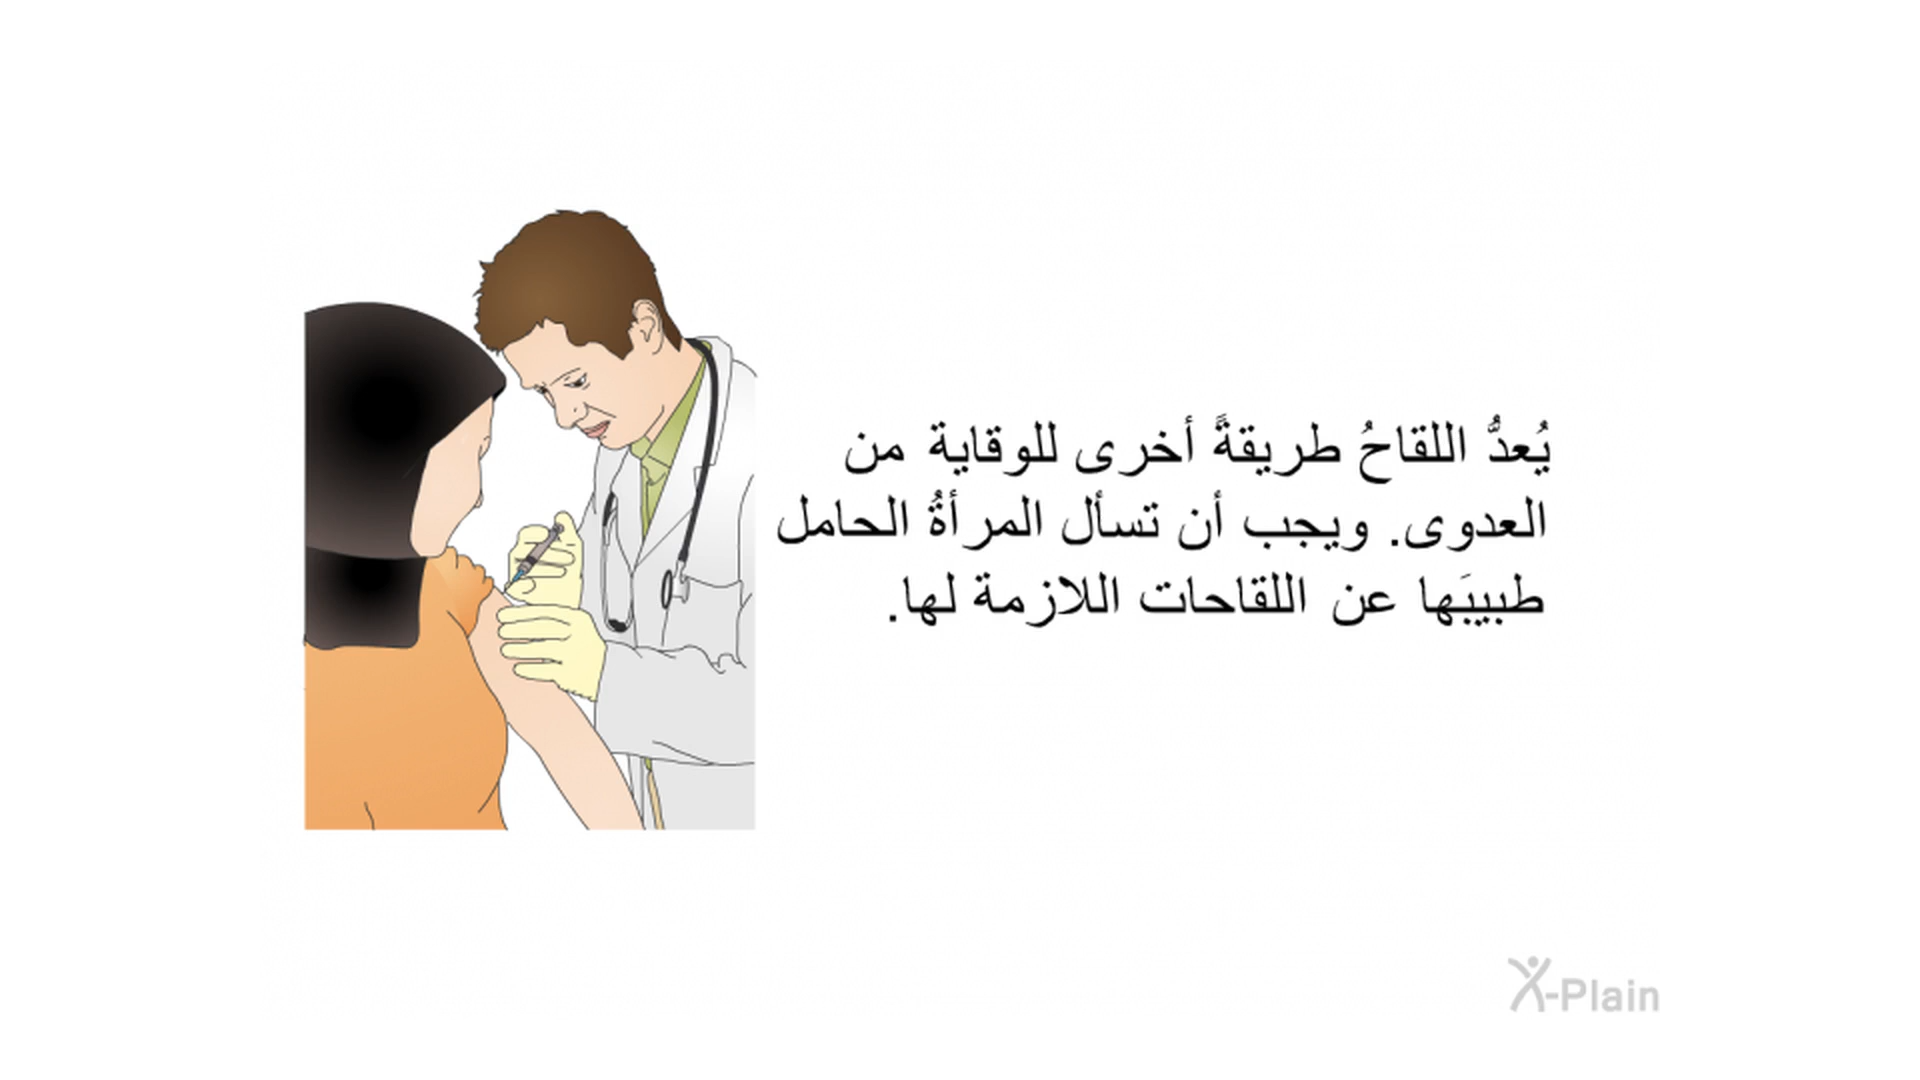 يُعدُّ اللقاحُ طريقةً أخرى للوقاية من
العدوى. ويجب أن تسأل المرأةُ الحامل
طبيبَها عن اللقاحات اللازمة لها.
X-Plain